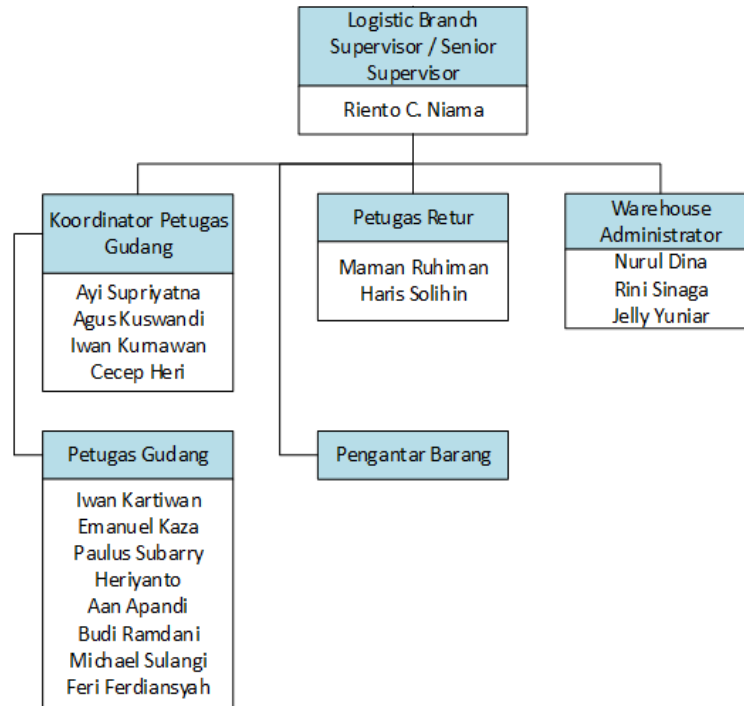 Logistic Branch
Supervisor / Senior
Supervisor
Riento C. Niama
Koordinator Petugas
Gudang
Ayi Supriyatna
Agus Kuswandi
Iwan Kurnawan
Cecep Heri
Petugas Retur
Maman Ruhiman
Haris Solihin
Warehouse
Administrator
Nurul Dina
Rini Sinaga
Jelly Yuniar
Petugas Gudang
Iwan Kartiwan
Emanuel Kaza
Paulus Subarry
Heriyanto
Aan Apandi
Budi Ramdani
Michael Sulangi
Feri Ferdiansyah
Pengantar Barang